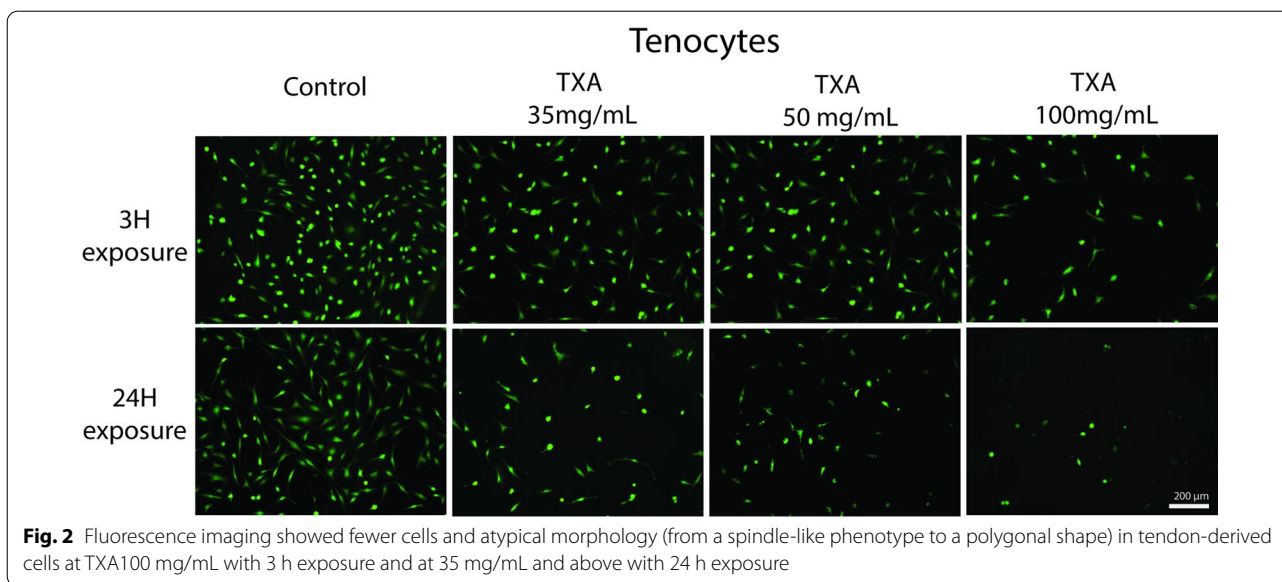 Tenocytes
Control
TXA
35mg/mL
TXA
50 mg/mL
TXA
100mg/mL
3H
exposure
24H
exposure
200 µm
Fig. 2 Fluorescence imaging showed fewer cells and atypical morphology (from a spindle-like phenotype to a polygonal shape) in tendon-derived
cells at TXA100 mg/mL with 3 h exposure and at 35 mg/mL and above with 24 h exposure